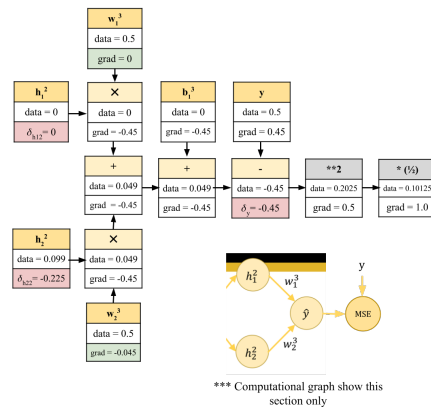 w₁³
data = 0.5
grad = 0
h₁²
data = 0
δₕ₁₂ = 0
×
data = 0
grad = -0.45
b₁³
data = 0
grad = -0.45
y
data = 0.5
grad = 0.45
+
data = 0.049
grad = -0.45
+
data = 0.049
grad = -0.45
-
data = -0.45
δᵧ = -0.45
**2
data = 0.2025
grad = 0.5
* (½)
data = 0.10125
grad = 1.0
h₂²
data = 0.099
δₕ₂₂ = -0.225
×
data = 0.049
grad = -0.45
w₂³
data = 0.5
grad = -0.045
h₁²
w₁³
y
ŷ
MSE
w₂³
h₂²
*** Computational graph show this
section only